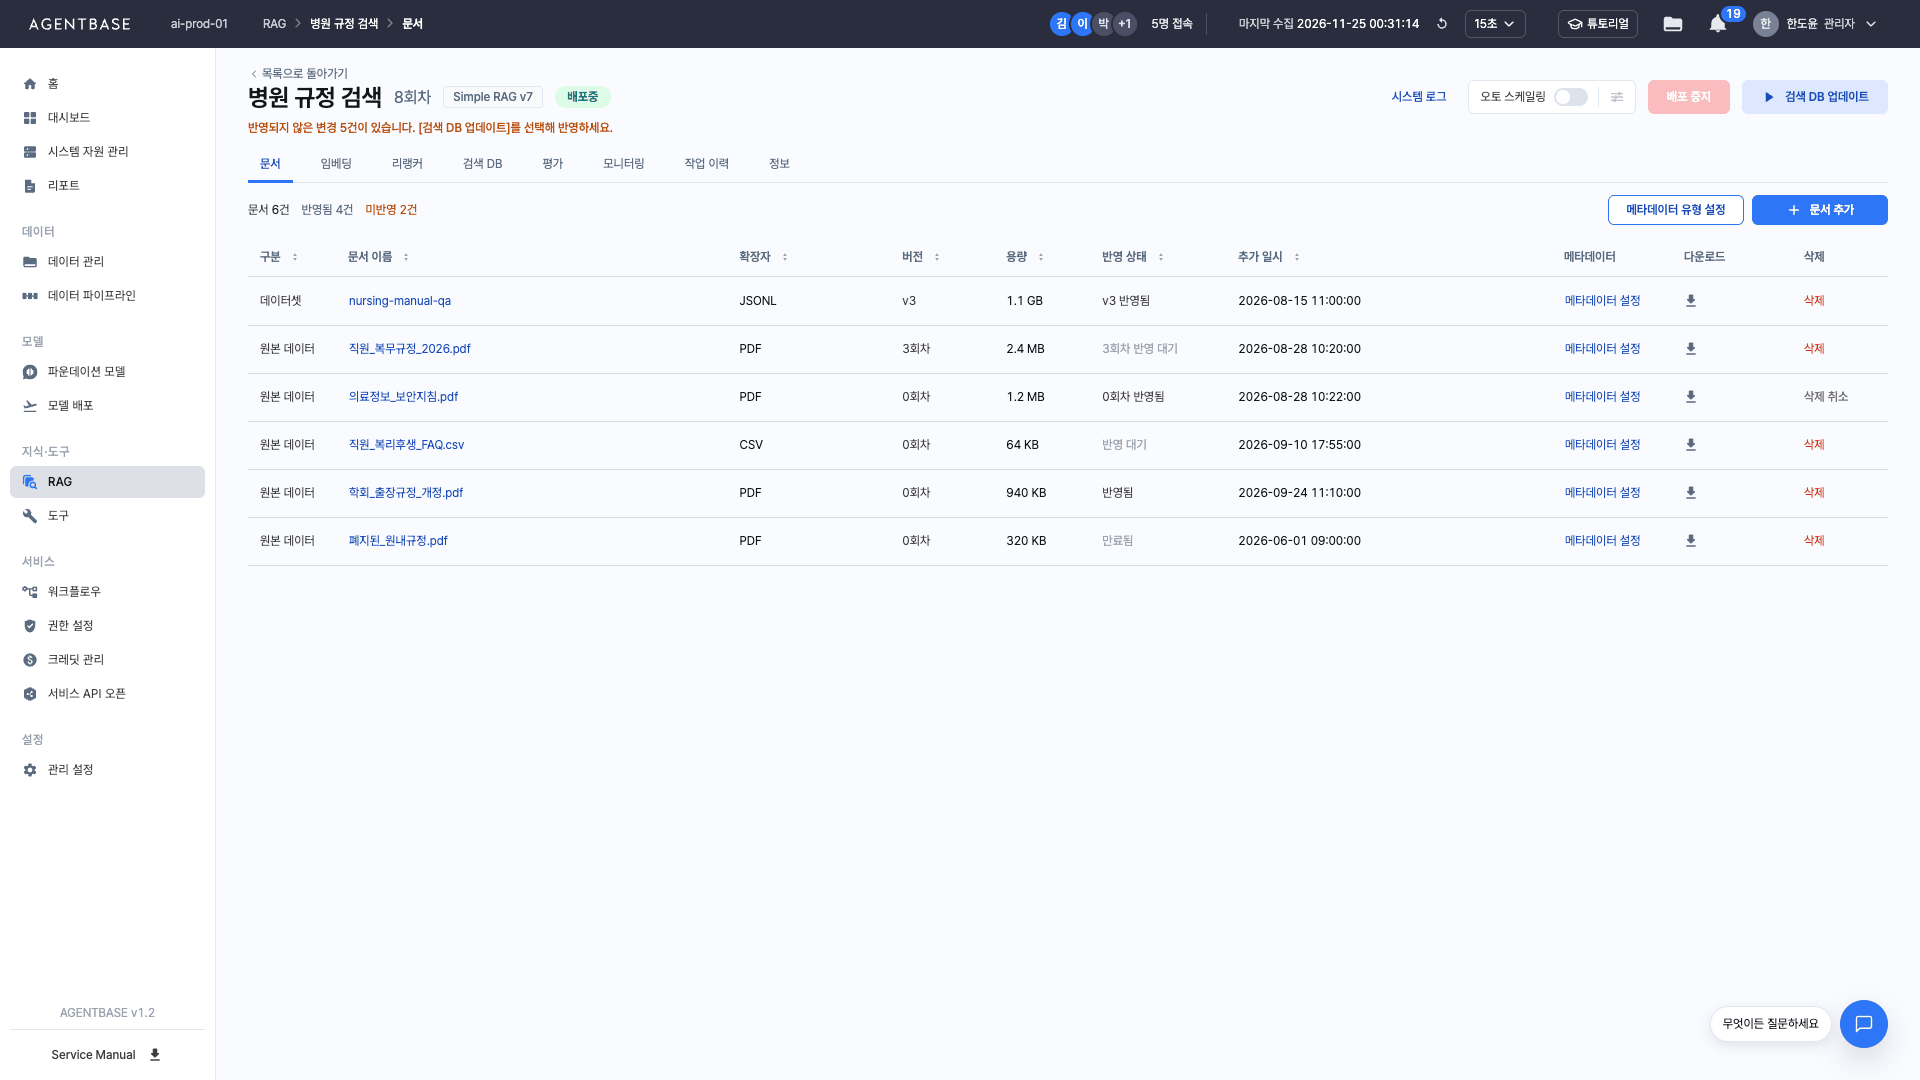 AGENTBASE
ai-prod-01
RAG > 병원 규정 검색 > 문서
김 이 박 +1 5명 접속
마지막 수집 2026-11-25 00:31:14
15초
튜토리얼
19
한 한도윤 관리자
홈
대시보드
시스템 자원 관리
리포트
데이터
데이터 관리
데이터 파이프라인
모델
파운데이션 모델
모델 배포
지식·도구
RAG
도구
서비스
워크플로우
권한 설정
크레딧 관리
서비스 API 오픈
설정
관리 설정
AGENTBASE v1.2
Service Manual
목록으로 돌아가기
병원 규정 검색 8회차 Simple RAG v7 배포중
반영되지 않은 변경 5건이 있습니다. [검색 DB 업데이트]를 선택해 반영하세요.
시스템 로그
오토 스케일링
배포 중지
검색 DB 업데이트
문서 임베딩 리랭커 검색 DB 평가 모니터링 작업 이력 정보
문서 6건 반영됨 4건 미반영 2건
메타데이터 유형 설정
문서 추가
구분 문서 이름 확장자 버전 용량 반영 상태 추가 일시 메타데이터 다운로드 삭제
데이터셋 nursing-manual-qa JSONL v3 1.1 GB v3 반영됨 2026-08-15 11:00:00 메타데이터 설정 삭제
원본 데이터 직원_복무규정_2026.pdf PDF 3회차 2.4 MB 3회차 반영 대기 2026-08-28 10:20:00 메타데이터 설정 삭제
원본 데이터 의료정보_보안지침.pdf PDF 0회차 1.2 MB 0회차 반영됨 2026-08-28 10:22:00 메타데이터 설정 삭제 취소
원본 데이터 직원_복리후생_FAQ.csv CSV 0회차 64 KB 반영 대기 2026-09-10 17:55:00 메타데이터 설정 삭제
원본 데이터 학회_출장규정_개정.pdf PDF 0회차 940 KB 반영됨 2026-09-24 11:10:00 메타데이터 설정 삭제
원본 데이터 폐지된_원내규정.pdf PDF 0회차 320 KB 만료됨 2026-06-01 09:00:00 메타데이터 설정 삭제
무엇이든 질문하세요